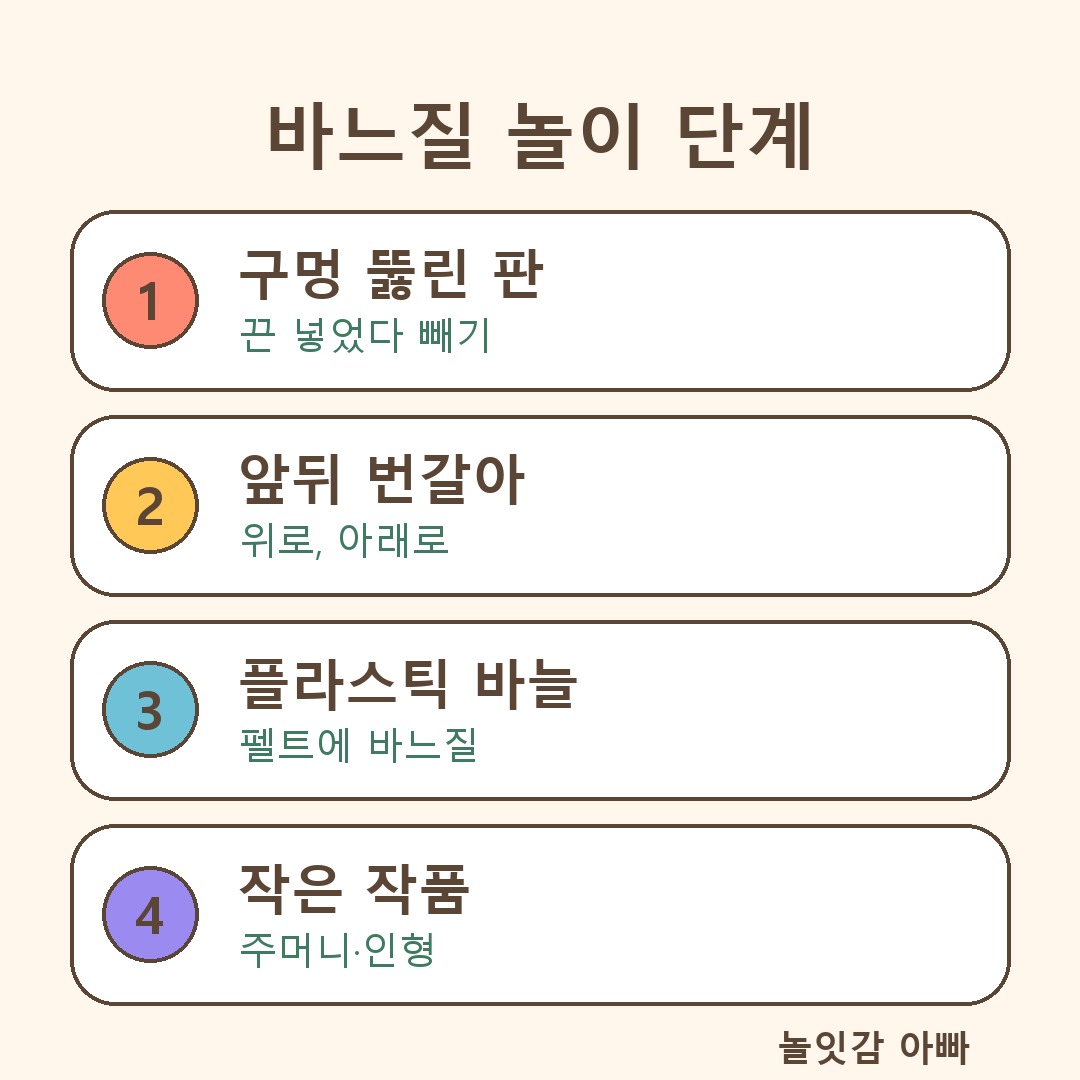 바느질 놀이 단계
1
구멍 뚫린 판
끈 넣었다 빼기
2
앞뒤 번갈아
위로, 아래로
3
플라스틱 바늘
펠트에 바느질
4
작은 작품
주머니·인형
놀잇감 아빠